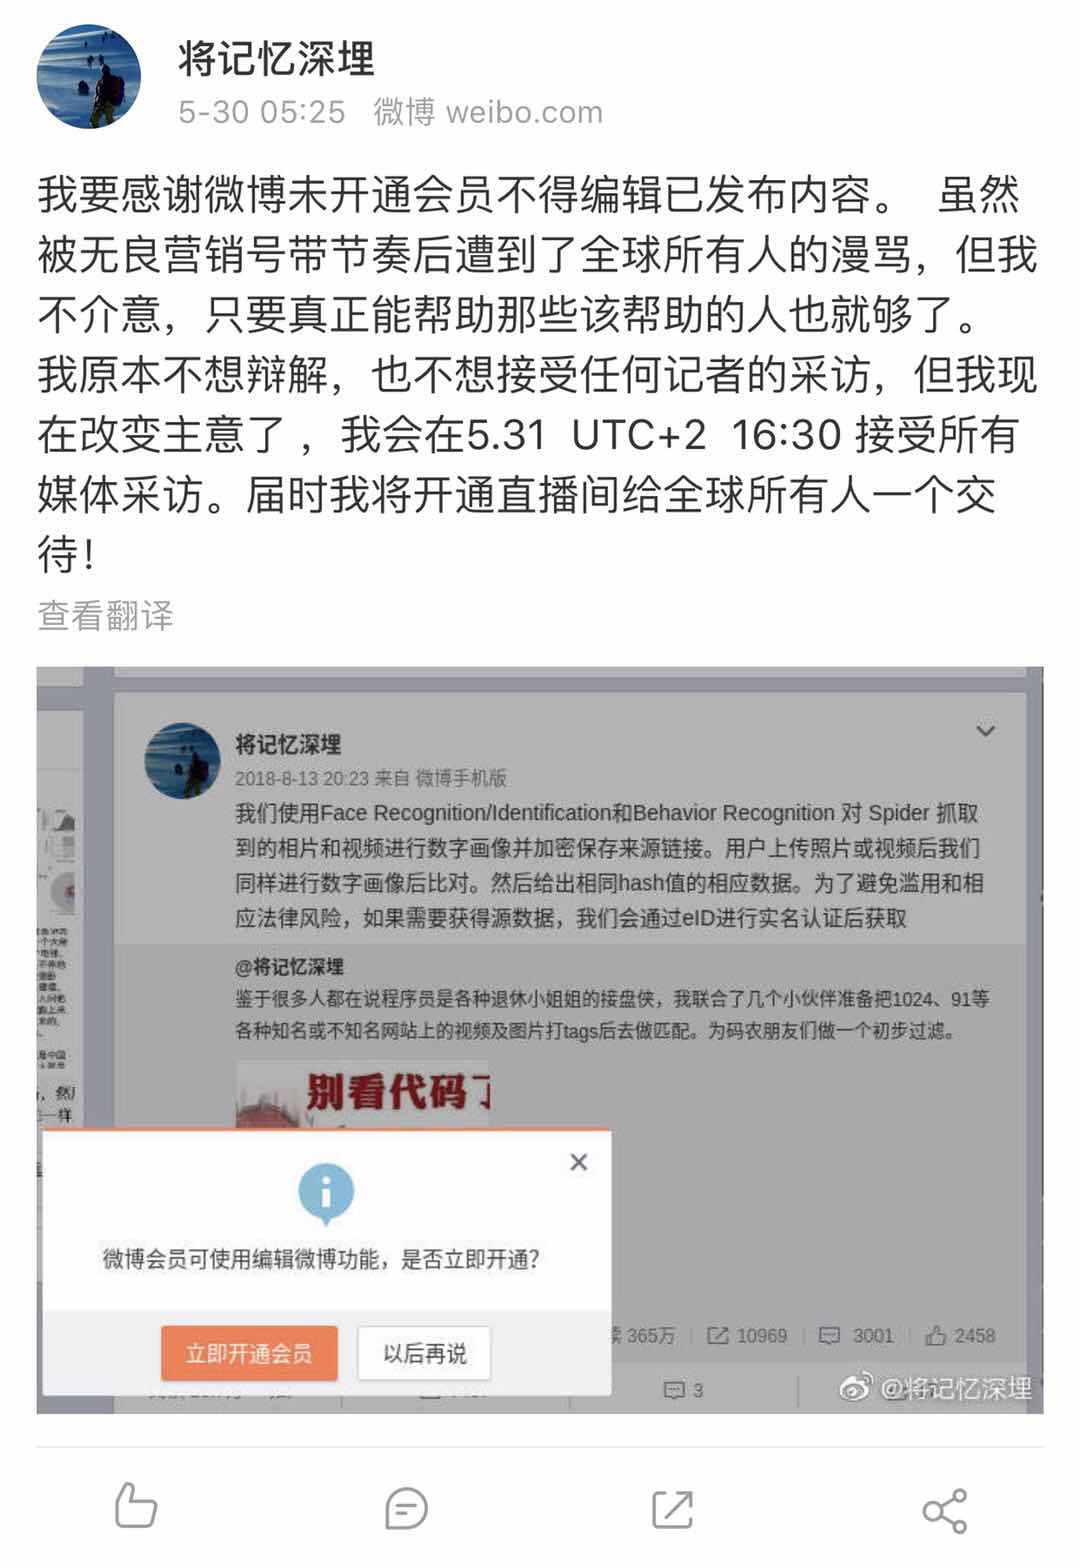 将记忆深埋
5-30 05:25 微博 weibo.com
我要感谢微博未开通会员不得编辑已发布内容。 虽然
被无良营销号带节奏后遭到了全球所有人的漫骂，但我
不介意，只要真正能帮助那些该帮助的人也就够了。
我原本不想辩解，也不想接受任何记者的采访，但我现
在改变主意了 ，我会在5.31 UTC+2 16:30 接受所有
媒体采访。届时我将开通直播间给全球所有人一个交
待！
查看翻译
将记忆深埋
2018-8-13 20:23 来自 微博手机版
我们使用Face Recognition/Identification和Behavior Recognition 对 Spider 抓取
到的相片和视频进行数字画像并加密保存来源链接。用户上传照片或视频后我们
同样进行数字画像后比对。然后给出相同hash值的相应数据。为了避免滥用和相
应法律风险，如果需要获得源数据，我们会通过eID进行实名认证后获取
@将记忆深埋
鉴于很多人都在说程序员是各种退休小姐姐的接盘侠，我联合了几个小伙伴准备把1024、91等
各种知名或不知名网站上的视频及图片打tags后去做匹配。为码农朋友们做一个初步过滤。
别看代码了
微博会员可使用编辑微博功能，是否立即开通？
立即开通会员 以后再说
365万 10969 3001 2458
3
@将记忆深埋